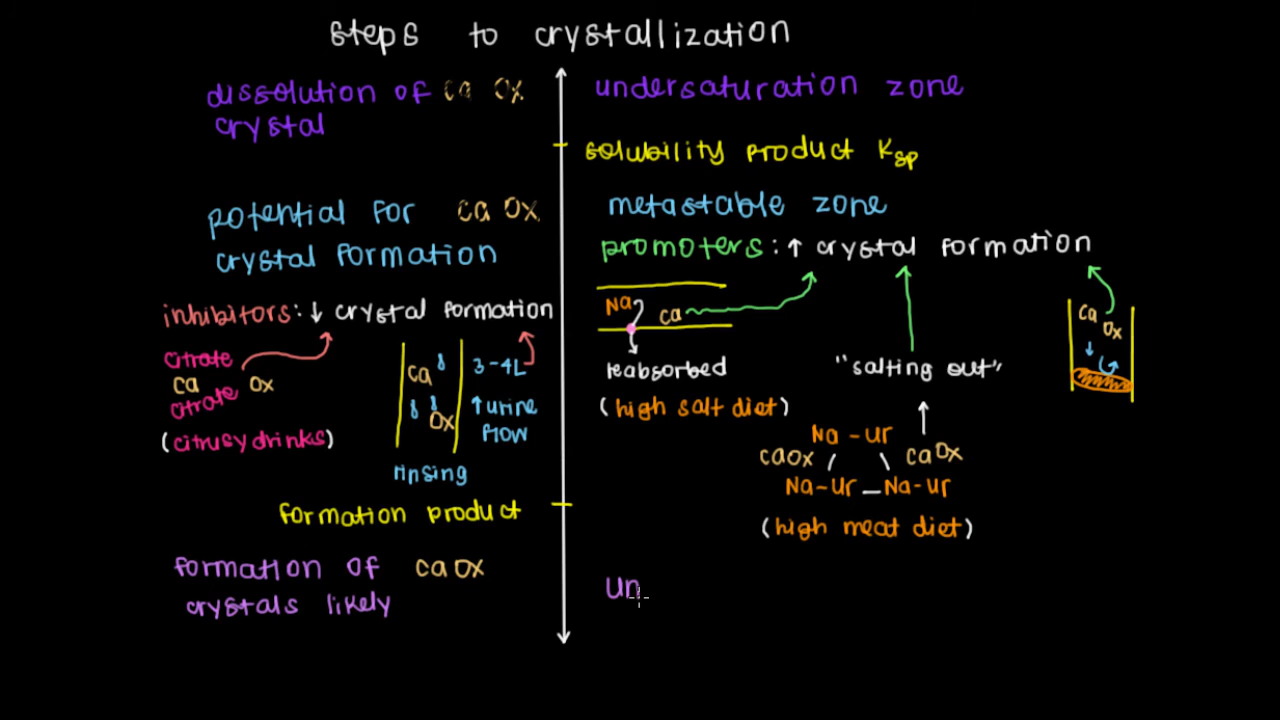 steps to crystallization
dissolution of ca Ox
crystal
undersaturation zone
solubility product Ksp
potential for ca Ox
crystal formation
metastable zone
promoters: ↑ crystal formation
inhibitors: ↓ crystal formation
citrate
ca Ox
citrate
(citrusy drinks)
ca
Ox
3-4L
↑urine
flow
rinsing
Na
ca
reabsorbed
(high salt diet)
"salting out"
Na-Ur
caOx caOx
Na-Ur-Na-Ur
(high meat diet)
ca
Ox
formation product
formation of ca Ox
crystals likely
un